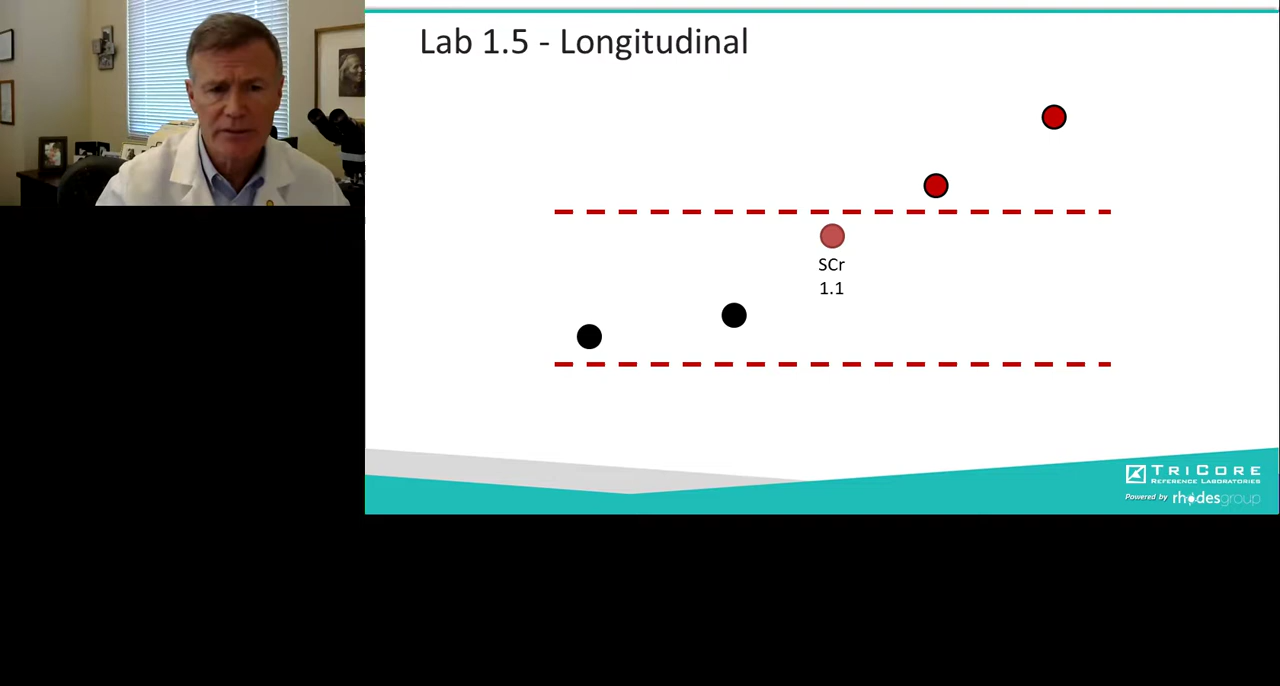 Lab 1.5 - Longitudinal
SCr
1.1
TRICORE
REFERENCE LABORATORIES
Powered by rhodesgroup